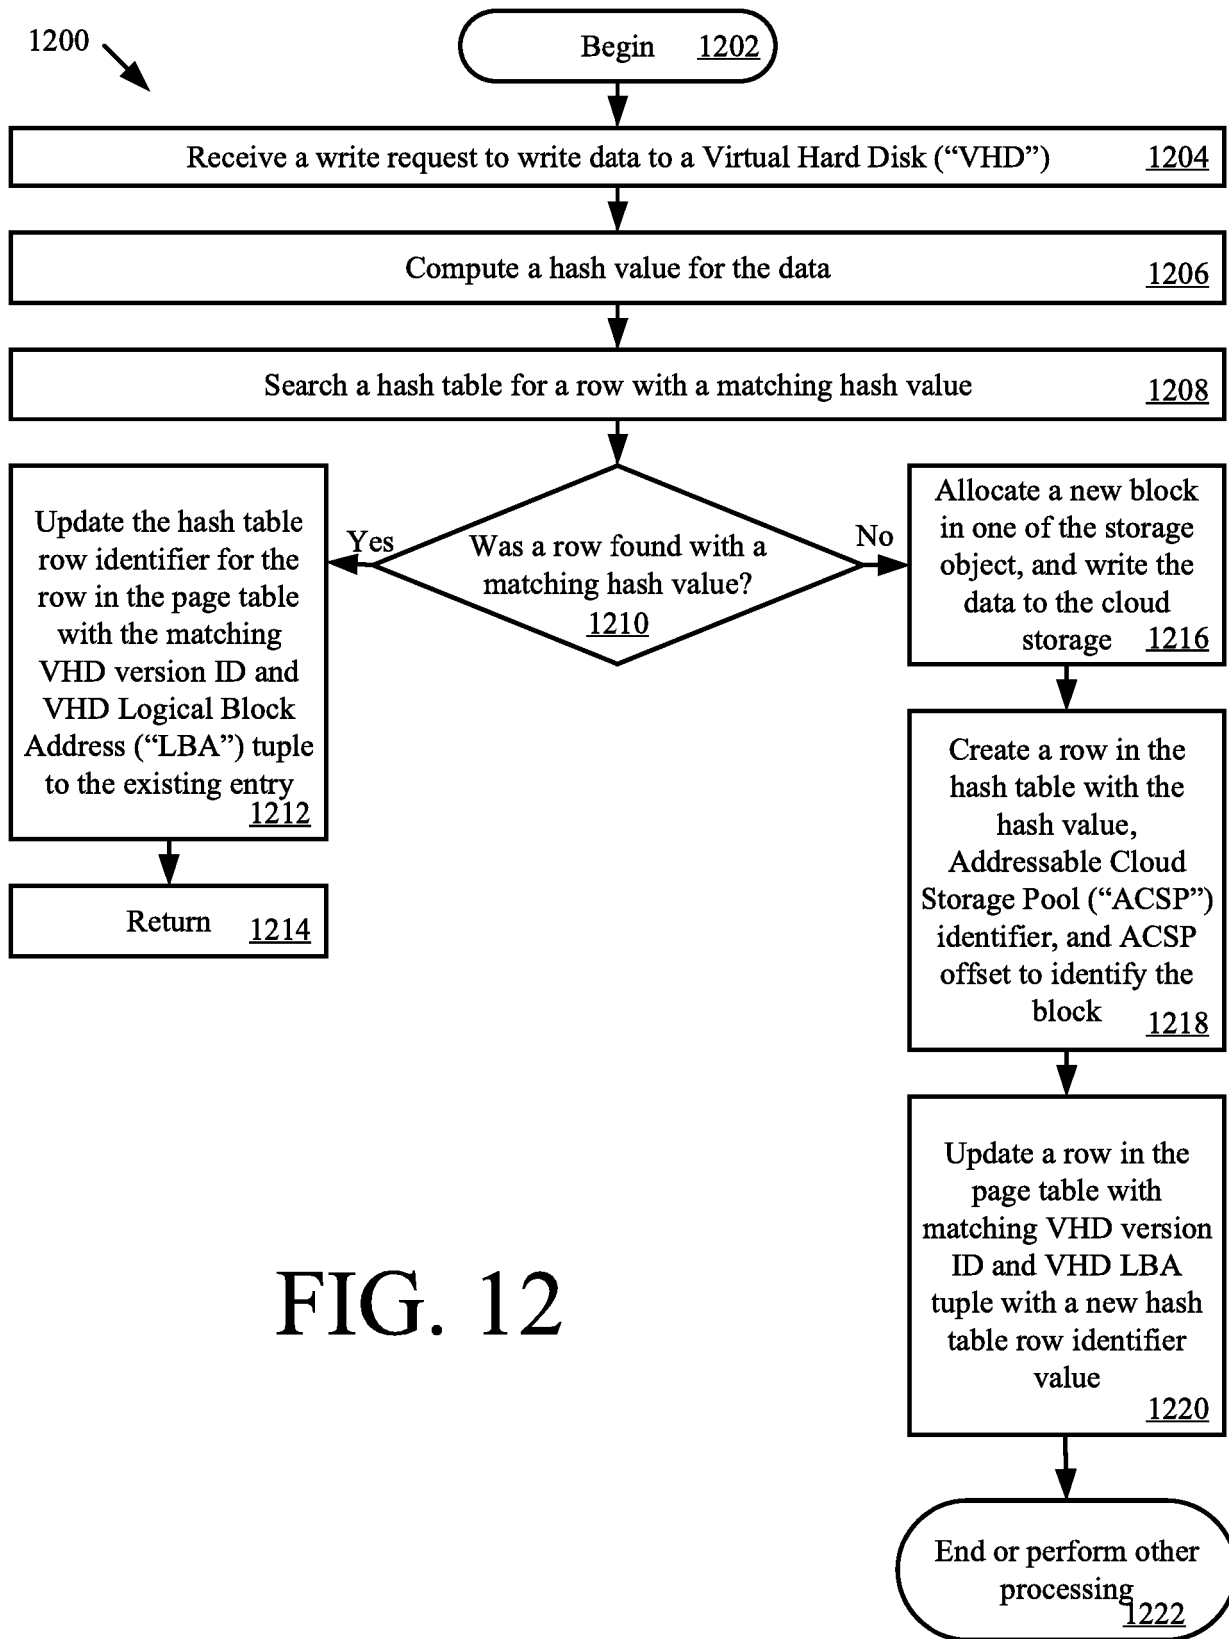 1200
Begin 1202
Receive a write request to write data to a Virtual Hard Disk (“VHD”) 1204
Compute a hash value for the data 1206
Search a hash table for a row with a matching hash value 1208
Was a row found with a
matching hash value?
1210
Yes
No
Update the hash table
row identifier for the
row in the page table
with the matching
VHD version ID and
VHD Logical Block
Address (“LBA”) tuple
to the existing entry
1212
Return 1214
Allocate a new block
in one of the storage
object, and write the
data to the cloud
storage 1216
Create a row in the
hash table with the
hash value,
Addressable Cloud
Storage Pool (“ACSP”)
identifier, and ACSP
offset to identify the
block 1218
Update a row in the
page table with
matching VHD version
ID and VHD LBA
tuple with a new hash
table row identifier
value
1220
End or perform other
processing
1222
FIG. 12